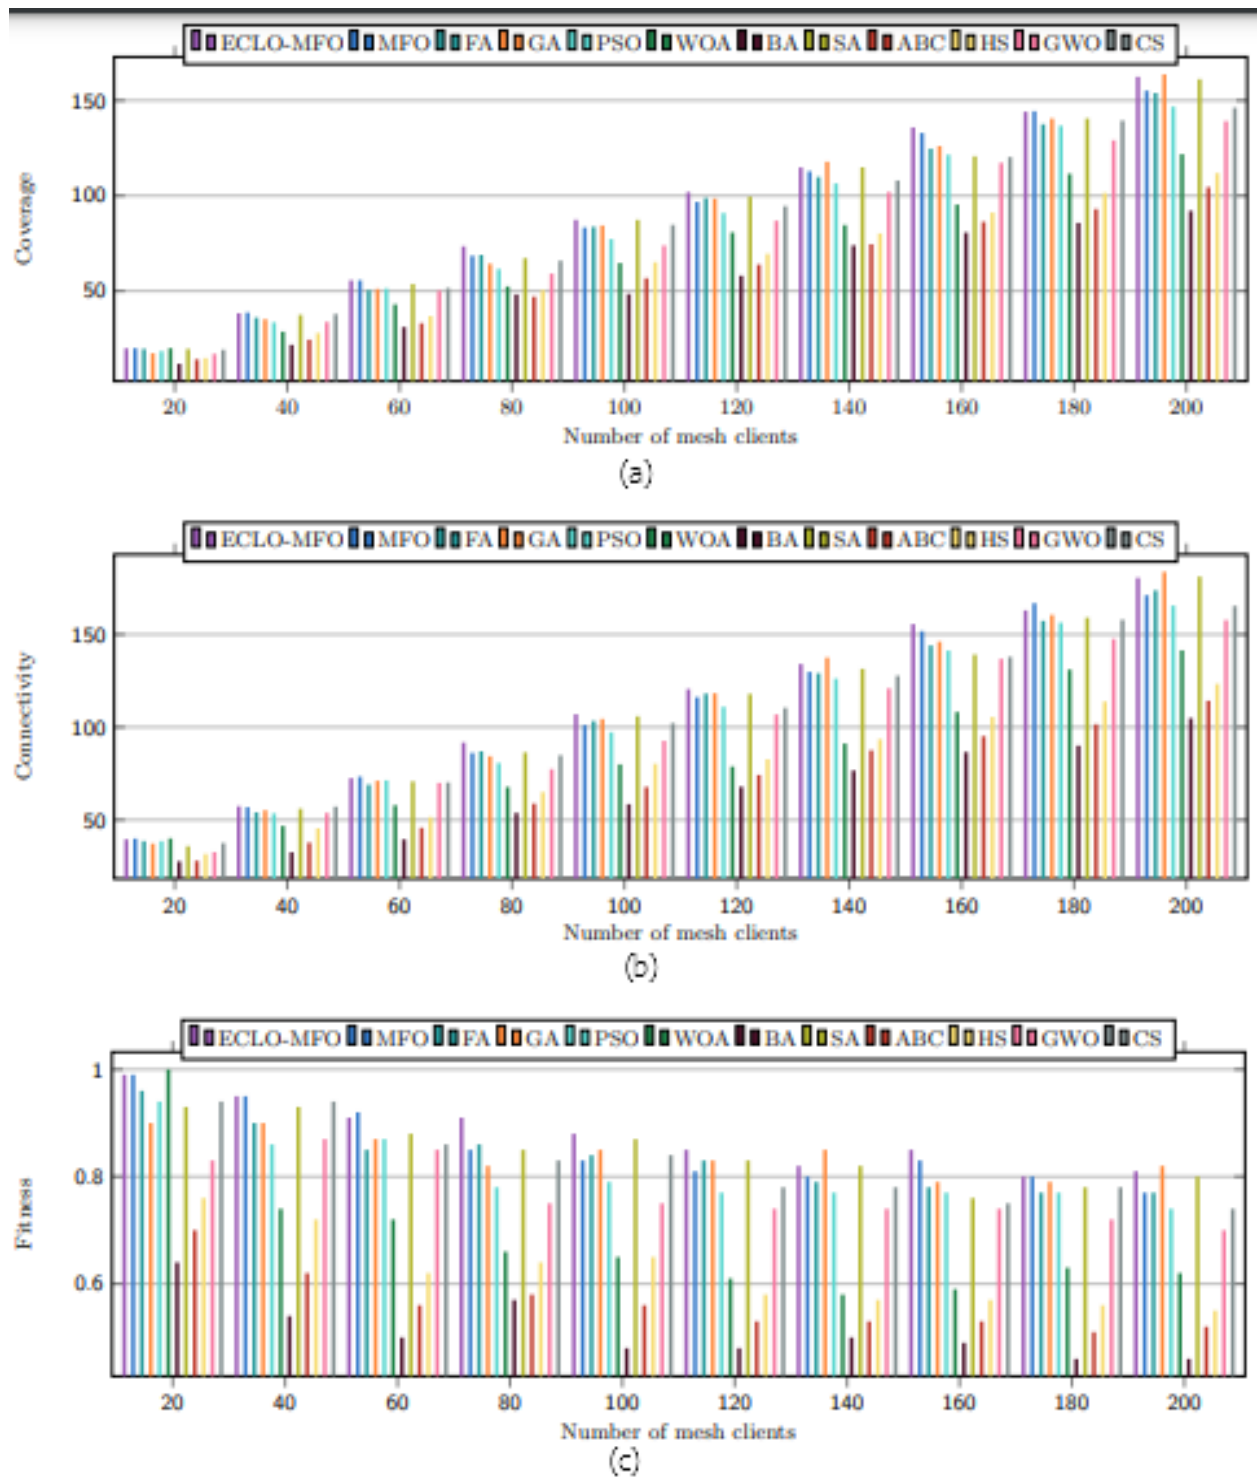 ECLO-MFO MFO FA GA PSO WOA BA SA ABC HS GWO CS
150
100
50
Coverage
20 40 60 80 100 120 140 160 180 200
Number of mesh clients
(a)
ECLO-MFO MFO FA GA PSO WOA BA SA ABC HS GWO CS
150
100
50
Connectivity
20 40 60 80 100 120 140 160 180 200
Number of mesh clients
(b)
ECLO-MFO MFO FA GA PSO WOA BA SA ABC HS GWO CS
1
0.8
0.6
Fitness
20 40 60 80 100 120 140 160 180 200
Number of mesh clients
(c)